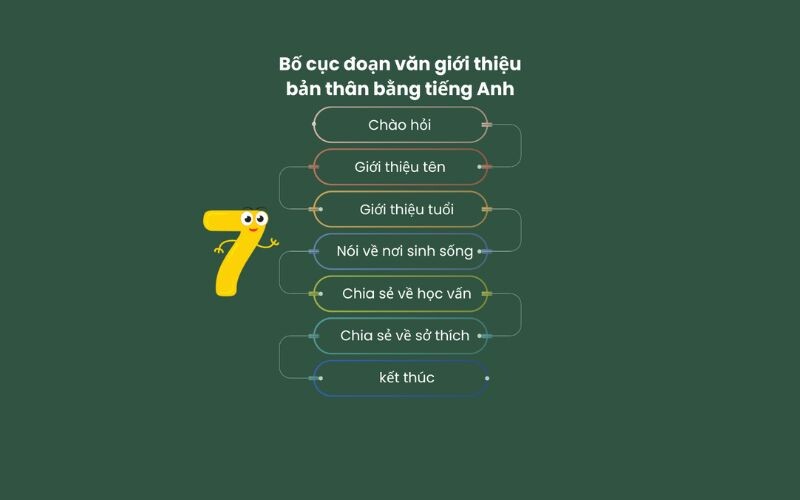 Bố cục đoạn văn giới thiệu
bản thân bằng tiếng Anh
Chào hỏi
Giới thiệu tên
Giới thiệu tuổi
7
Nói về nơi sinh sống
Chia sẻ về học vấn
Chia sẻ về sở thích
kết thúc